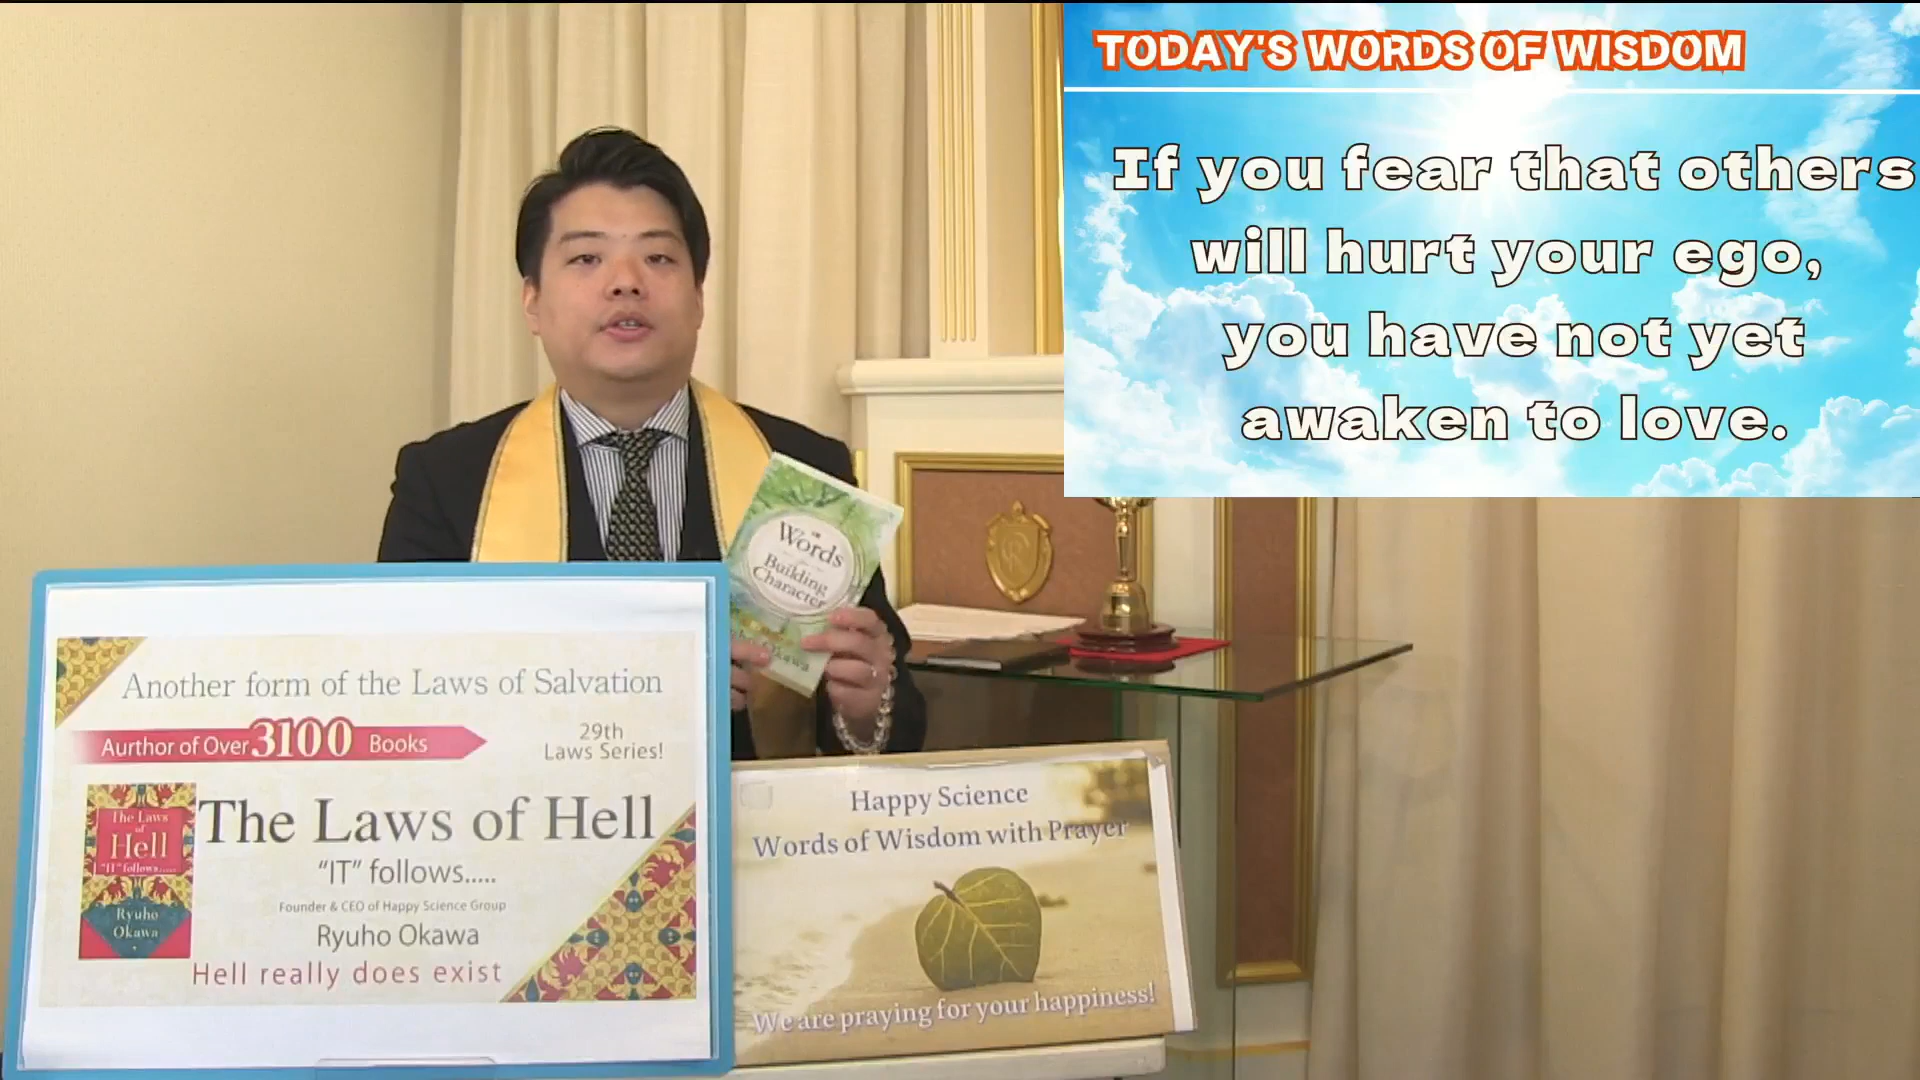 TODAY'S WORDS OF WISDOM
If you fear that others
will hurt your ego,
you have not yet
awaken to love.
Words
Building
Character
Okawa
Another form of the Laws of Salvation
Aurthor of Over 3100 Books
29th
Laws Series!
The Laws
of
Hell
"IT" follows.....
Ryuho
Okawa
The Laws of Hell
"IT" follows.....
Founder & CEO of Happy Science Group
Ryuho Okawa
Hell really does exist
Happy Science
Words of Wisdom with Prayer
We are praying for your happiness!